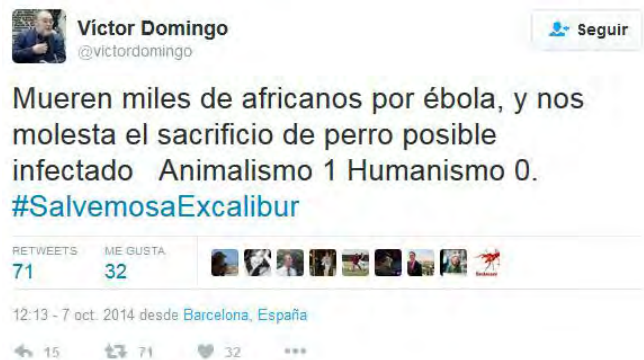 Víctor Domingo
@victordomingo
Seguir
Mueren miles de africanos por ébola, y nos
molesta el sacrificio de perro posible
infectado Animalismo 1 Humanismo 0.
#SalvemosaExcalibur
RETWEETS ME GUSTA
71 32
12:13 - 7 oct. 2014 desde Barcelona, España
15 71 32